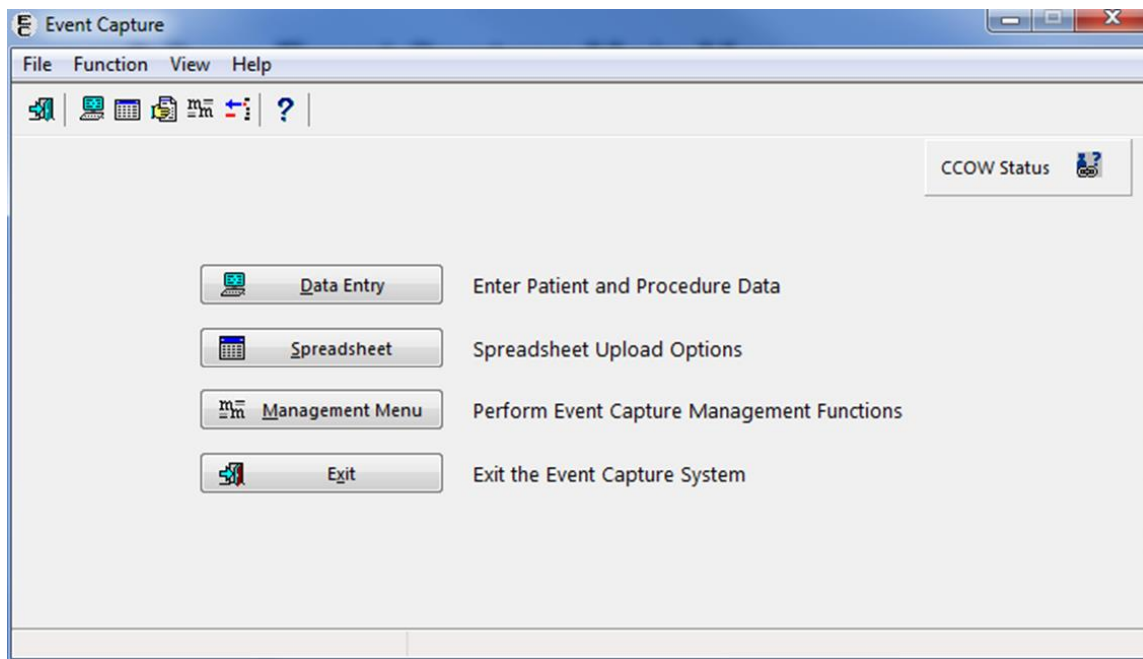 Event Capture
File Function View Help
CCOW Status
Data Entry Enter Patient and Procedure Data
Spreadsheet Spreadsheet Upload Options
Management Menu Perform Event Capture Management Functions
Exit Exit the Event Capture System